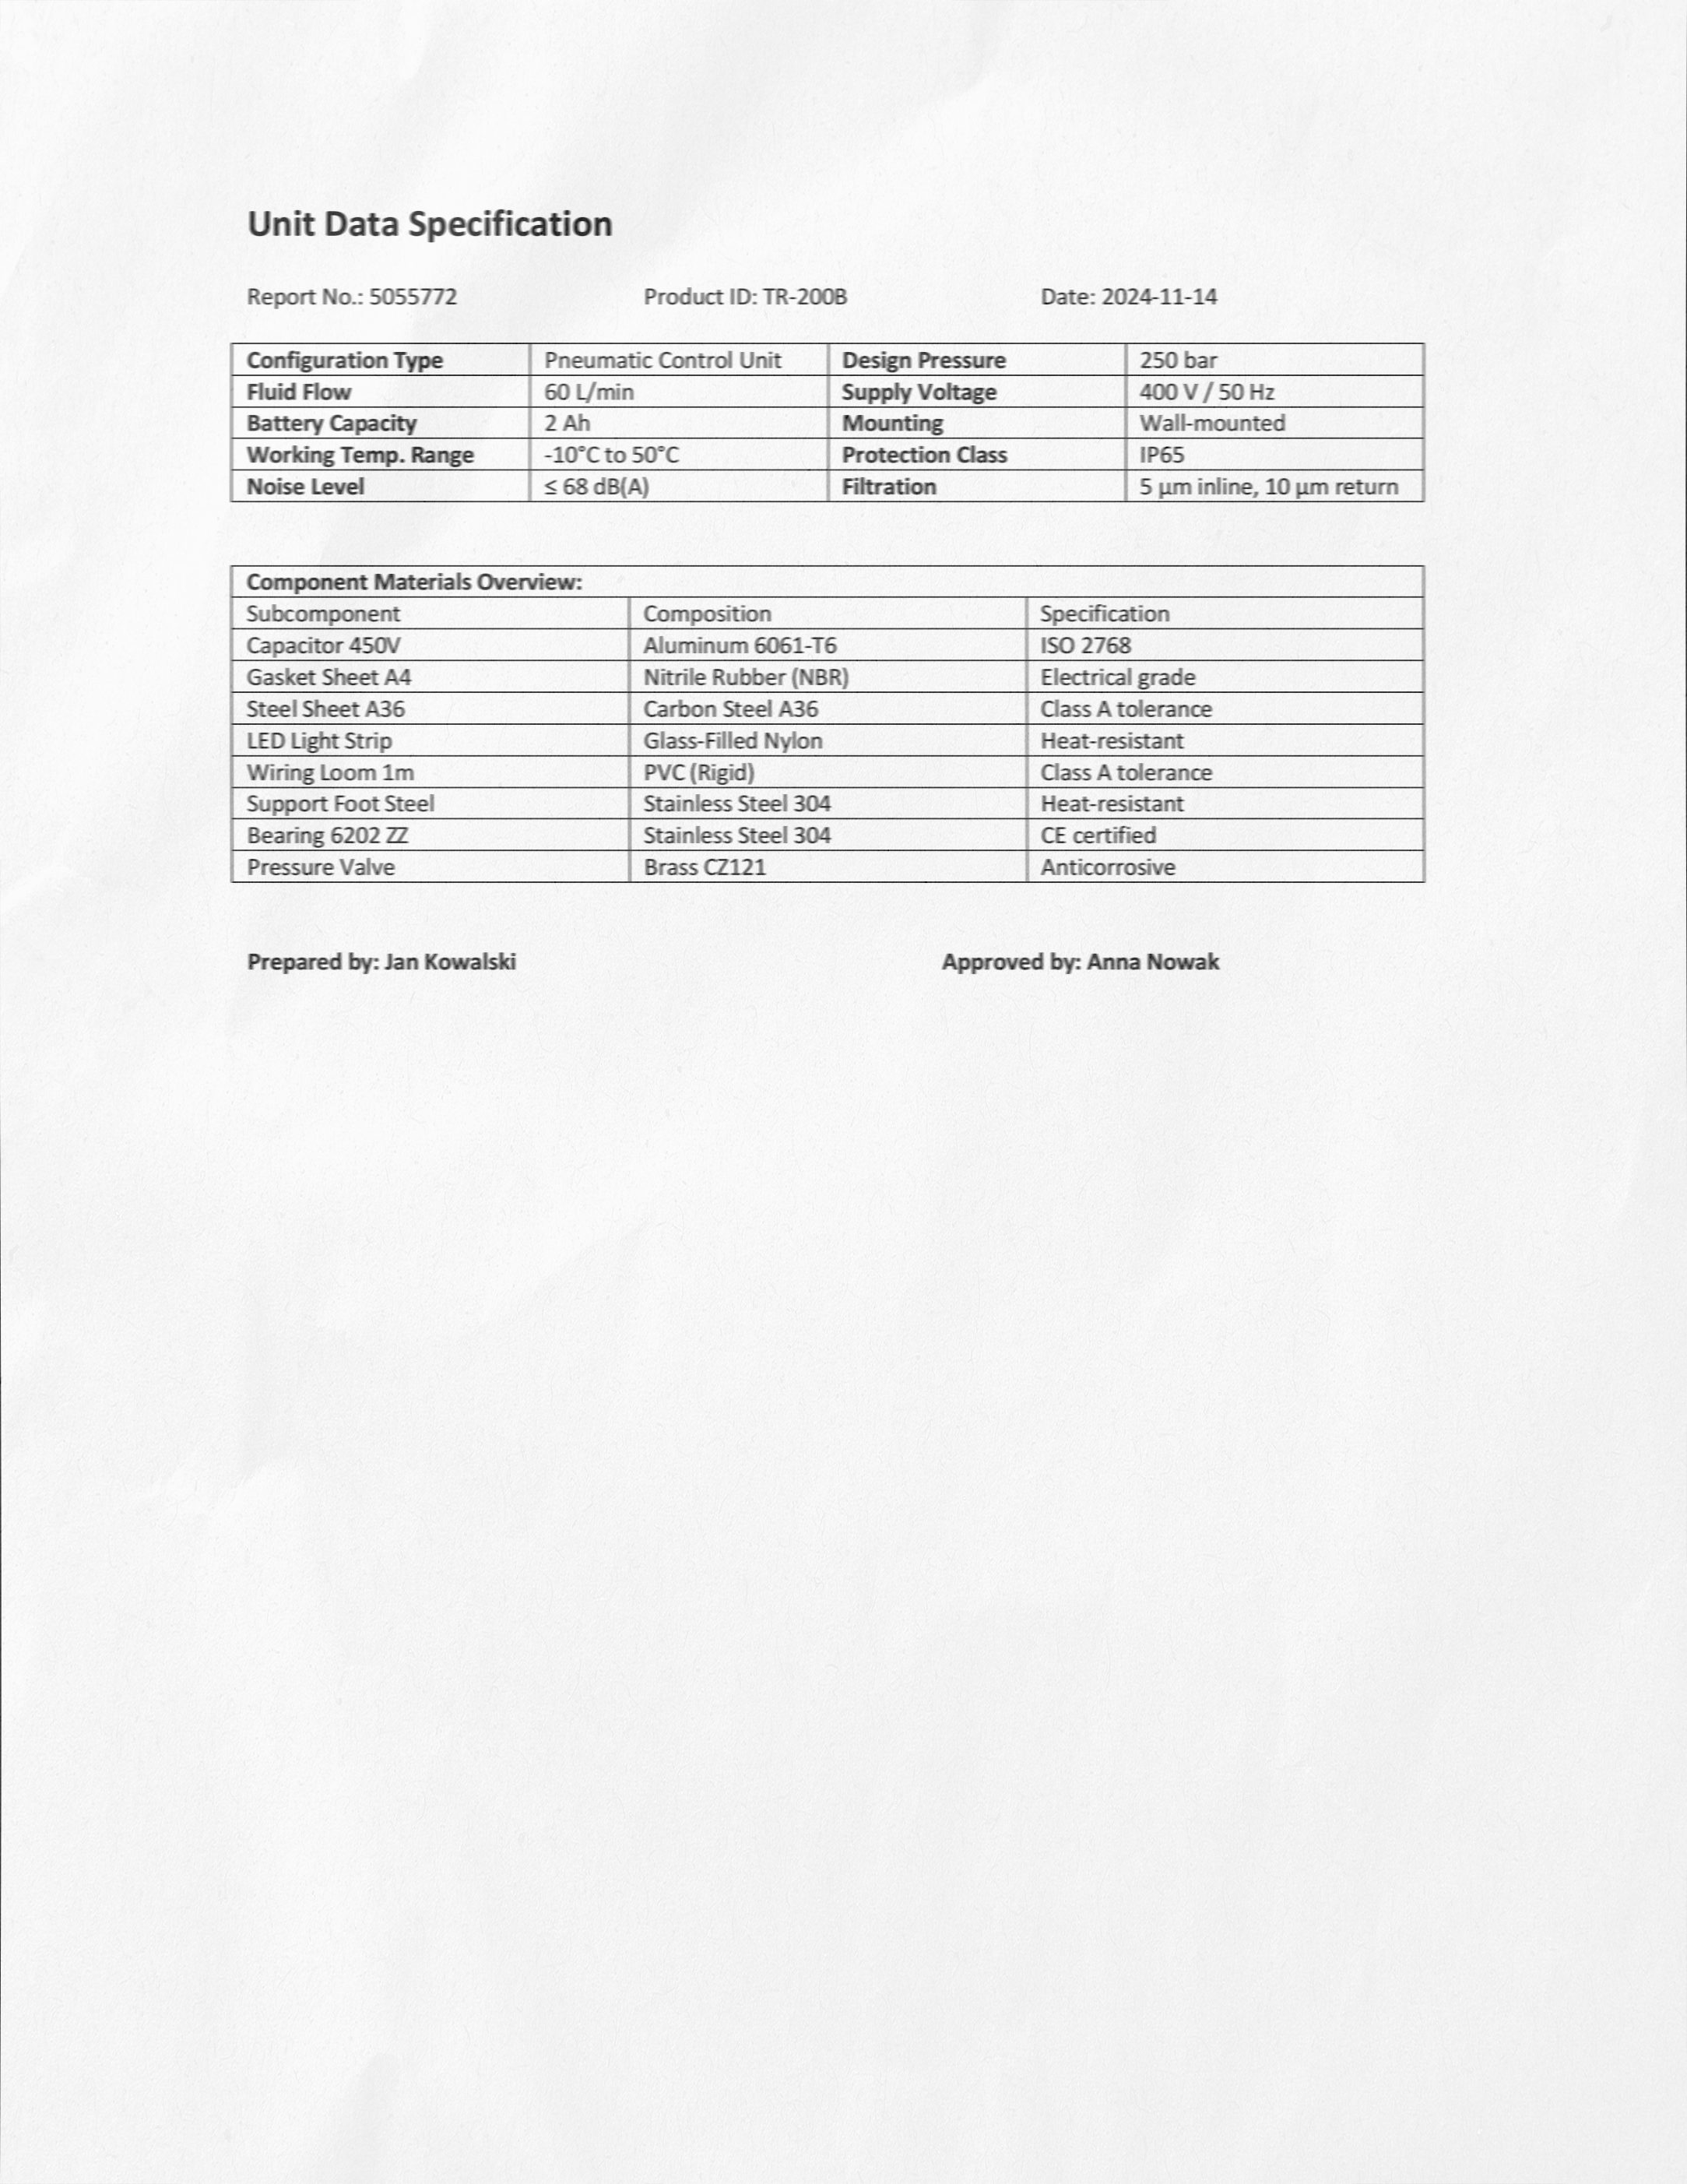 Unit Data Specification
Report No.: 5055772 Product ID: TR-200B Date: 2024-11-14
Configuration Type Pneumatic Control Unit Design Pressure 250 bar
Fluid Flow 60 L/min Supply Voltage 400 V / 50 Hz
Battery Capacity 2 Ah Mounting Wall-mounted
Working Temp. Range -10°C to 50°C Protection Class IP65
Noise Level ≤ 68 dB(A) Filtration 5 µm inline, 10 µm return
Component Materials Overview:
Subcomponent Composition Specification
Capacitor 450V Aluminum 6061-T6 ISO 2768
Gasket Sheet A4 Nitrile Rubber (NBR) Electrical grade
Steel Sheet A36 Carbon Steel A36 Class A tolerance
LED Light Strip Glass-Filled Nylon Heat-resistant
Wiring Loom 1m PVC (Rigid) Class A tolerance
Support Foot Steel Stainless Steel 304 Heat-resistant
Bearing 6202 ZZ Stainless Steel 304 CE certified
Pressure Valve Brass CZ121 Anticorrosive
Prepared by: Jan Kowalski Approved by: Anna Nowak